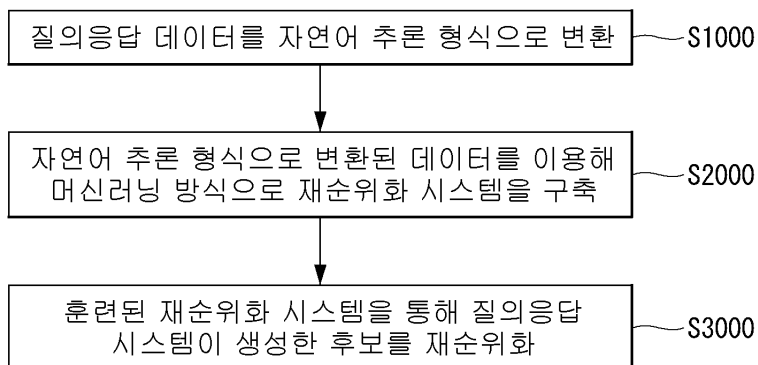 질의응답 데이터를 자연어 추론 형식으로 변환
S1000
자연어 추론 형식으로 변환된 데이터를 이용해
머신러닝 방식으로 재순위화 시스템을 구축
S2000
훈련된 재순위화 시스템을 통해 질의응답
시스템이 생성한 후보를 재순위화
S3000